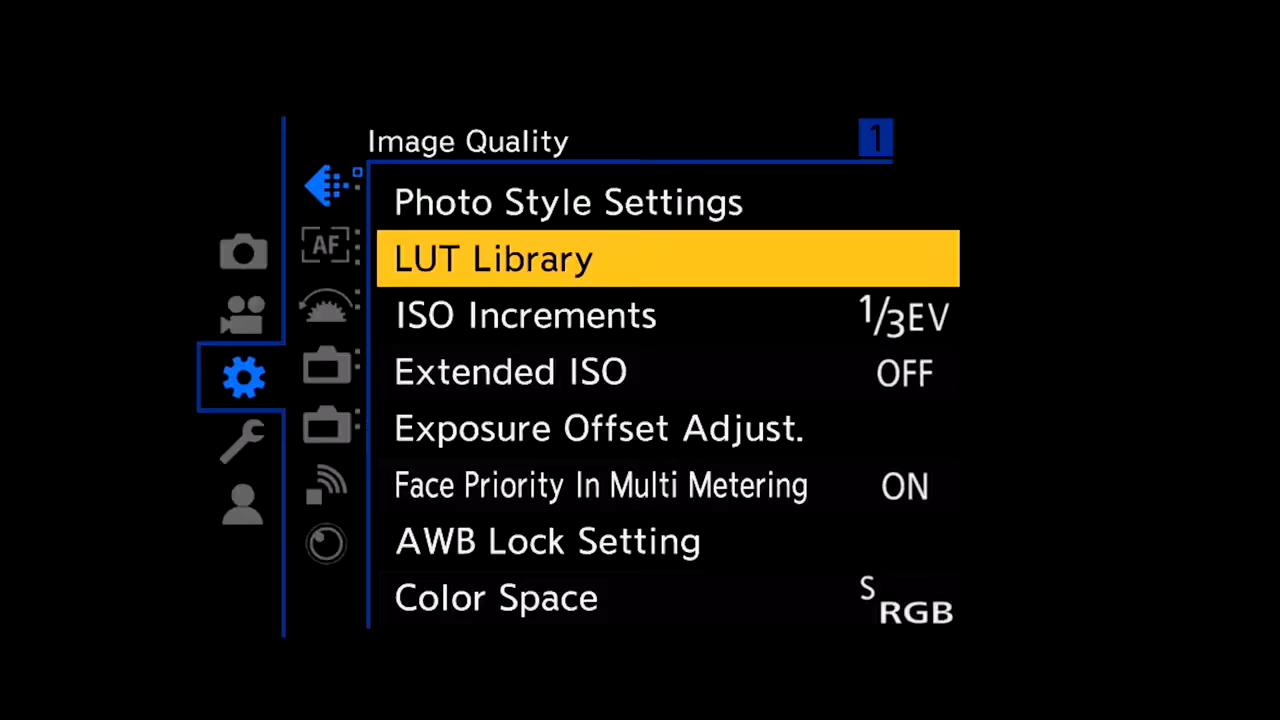 Image Quality 1
Photo Style Settings
AF
LUT Library
ISO Increments 1/3EV
Extended ISO OFF
Exposure Offset Adjust.
Face Priority In Multi Metering ON
AWB Lock Setting
Color Space sRGB